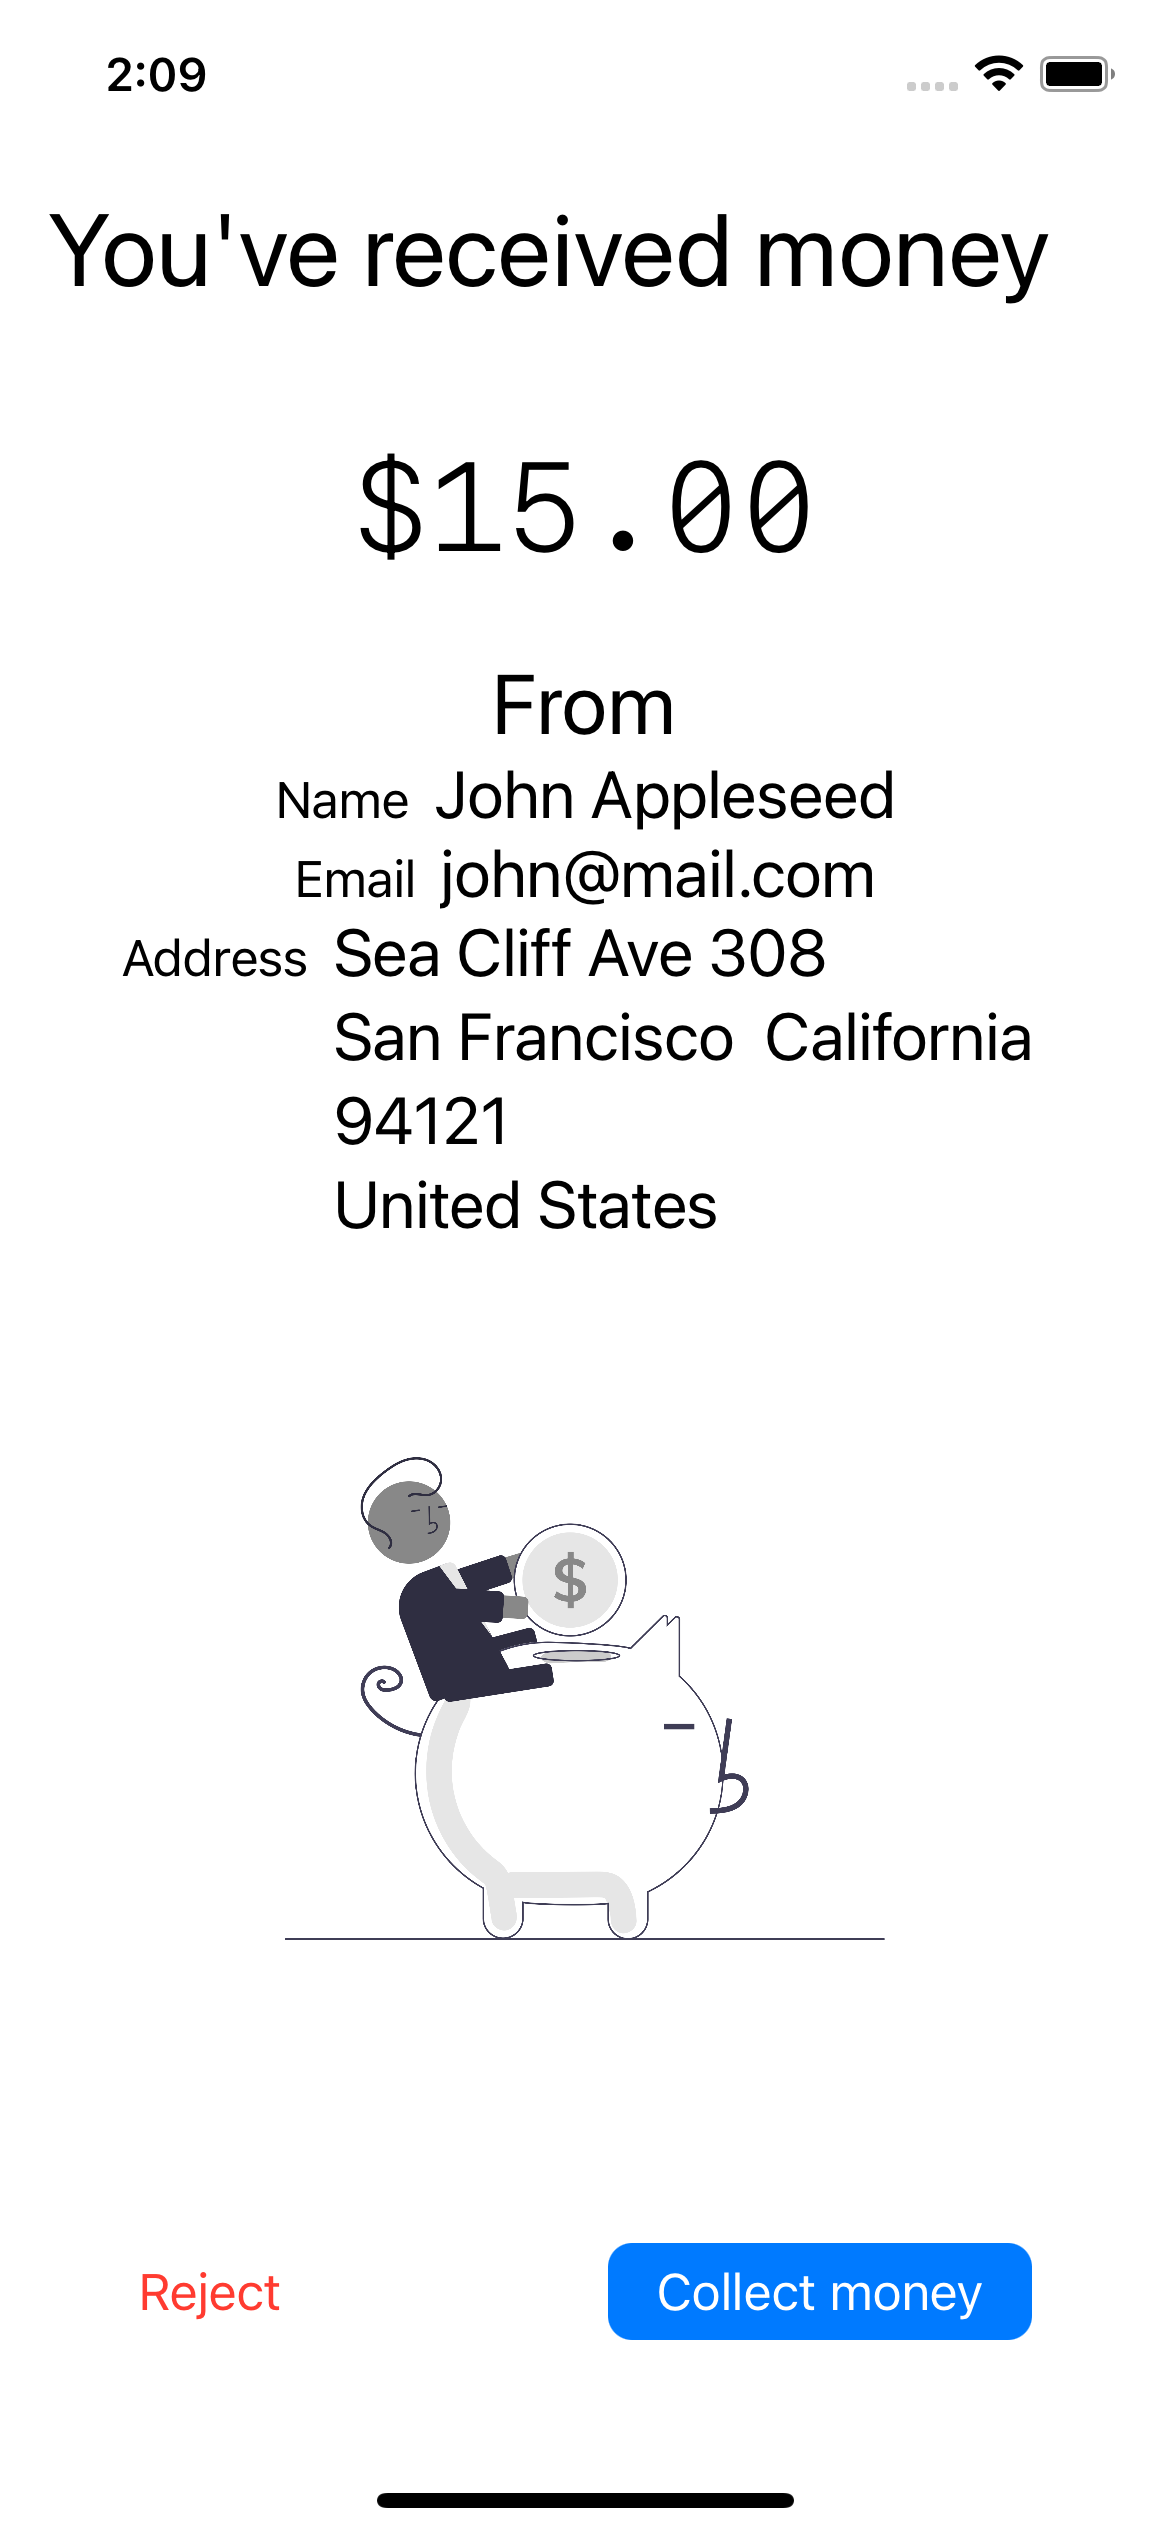 2:09
You've received money
$15.00
From
Name John Appleseed
Email john@mail.com
Address Sea Cliff Ave 308
San Francisco  California
94121
United States
$
Reject
Collect money